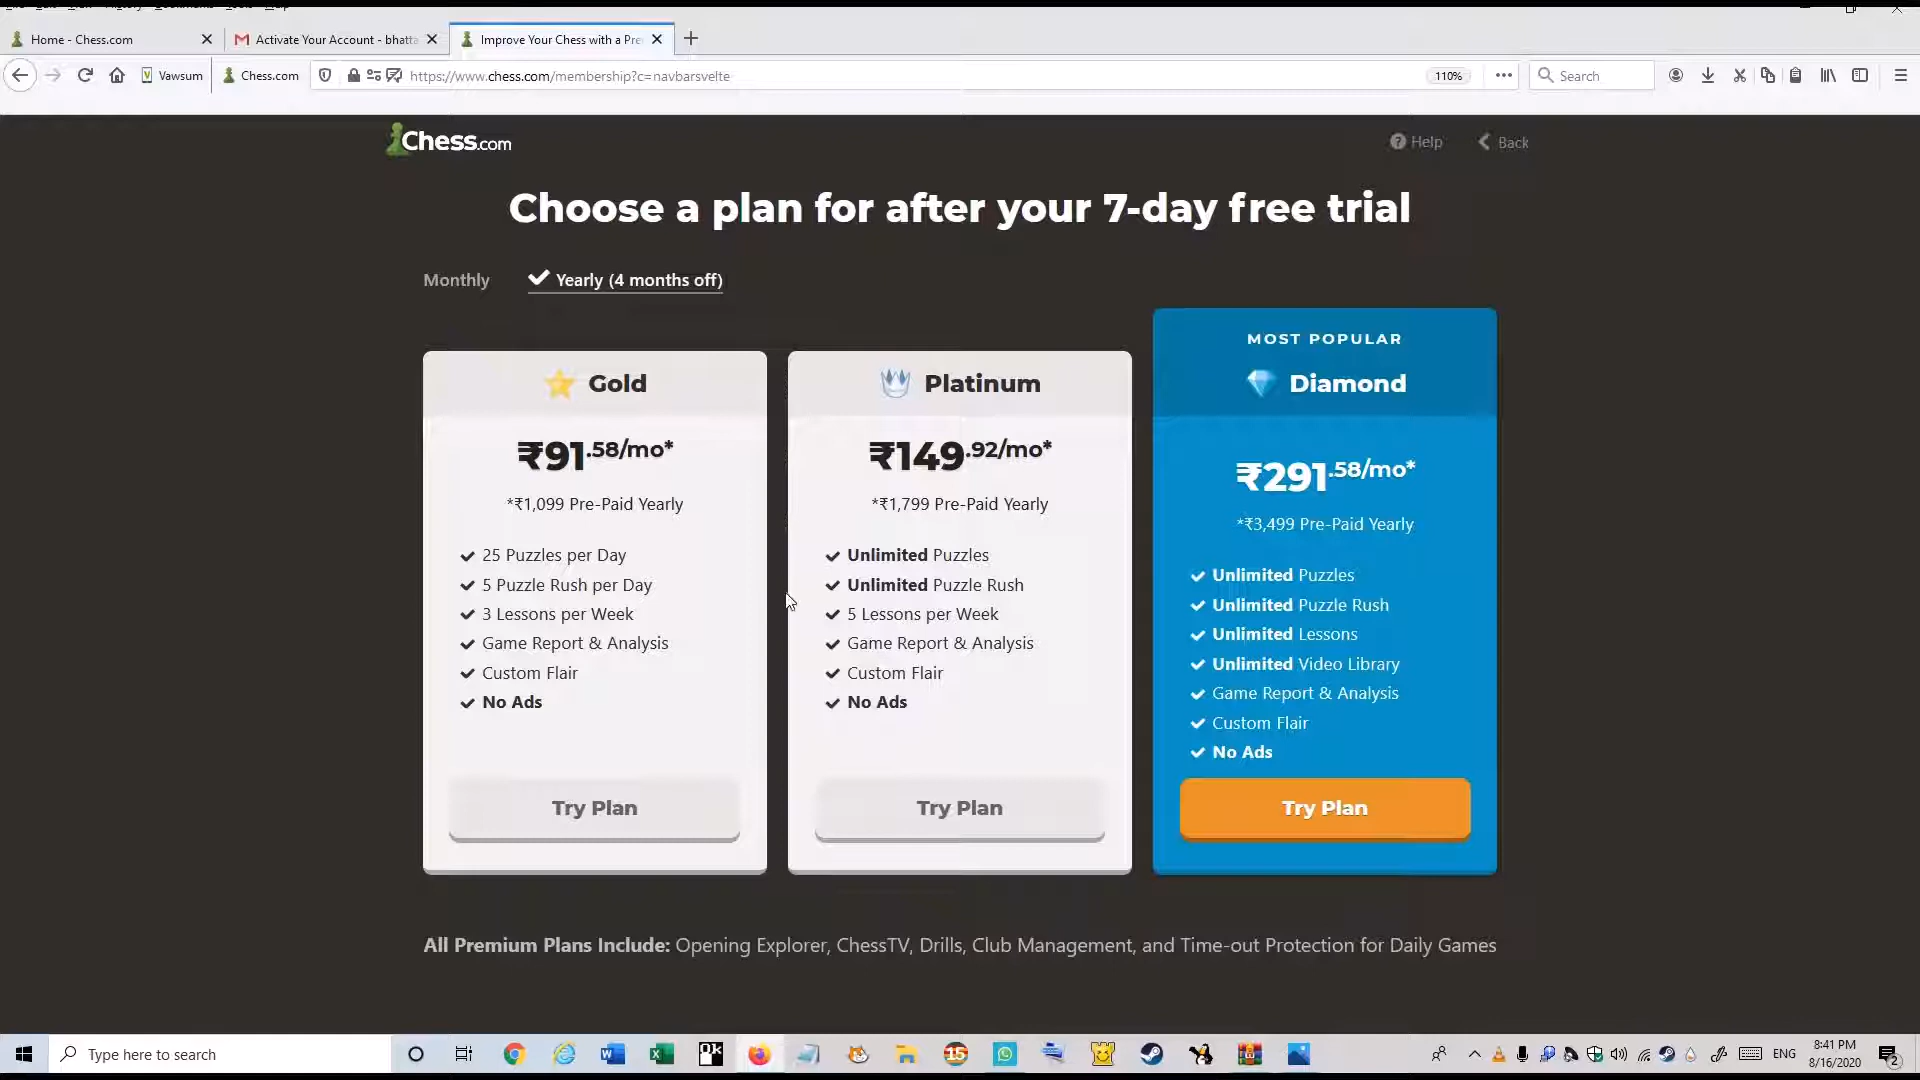 Home - Chess.com
Activate Your Account - bhatta
Improve Your Chess with a Pre
Vawsum
Chess.com
https://www.chess.com/membership?c=navbarsvelte
110%
Search
Chess.com
Help
Back
Choose a plan for after your 7-day free trial
Monthly
Yearly (4 months off)
MOST POPULAR
Gold
₹91.58/mo*
*₹1,099 Pre-Paid Yearly
25 Puzzles per Day
5 Puzzle Rush per Day
3 Lessons per Week
Game Report & Analysis
Custom Flair
No Ads
Try Plan
Platinum
₹149.92/mo*
*₹1,799 Pre-Paid Yearly
Unlimited Puzzles
Unlimited Puzzle Rush
5 Lessons per Week
Game Report & Analysis
Custom Flair
No Ads
Try Plan
Diamond
₹291.58/mo*
*₹3,499 Pre-Paid Yearly
Unlimited Puzzles
Unlimited Puzzle Rush
Unlimited Lessons
Unlimited Video Library
Game Report & Analysis
Custom Flair
No Ads
Try Plan
All Premium Plans Include: Opening Explorer, ChessTV, Drills, Club Management, and Time-out Protection for Daily Games
Type here to search
ENG
8:41 PM
8/16/2020
2